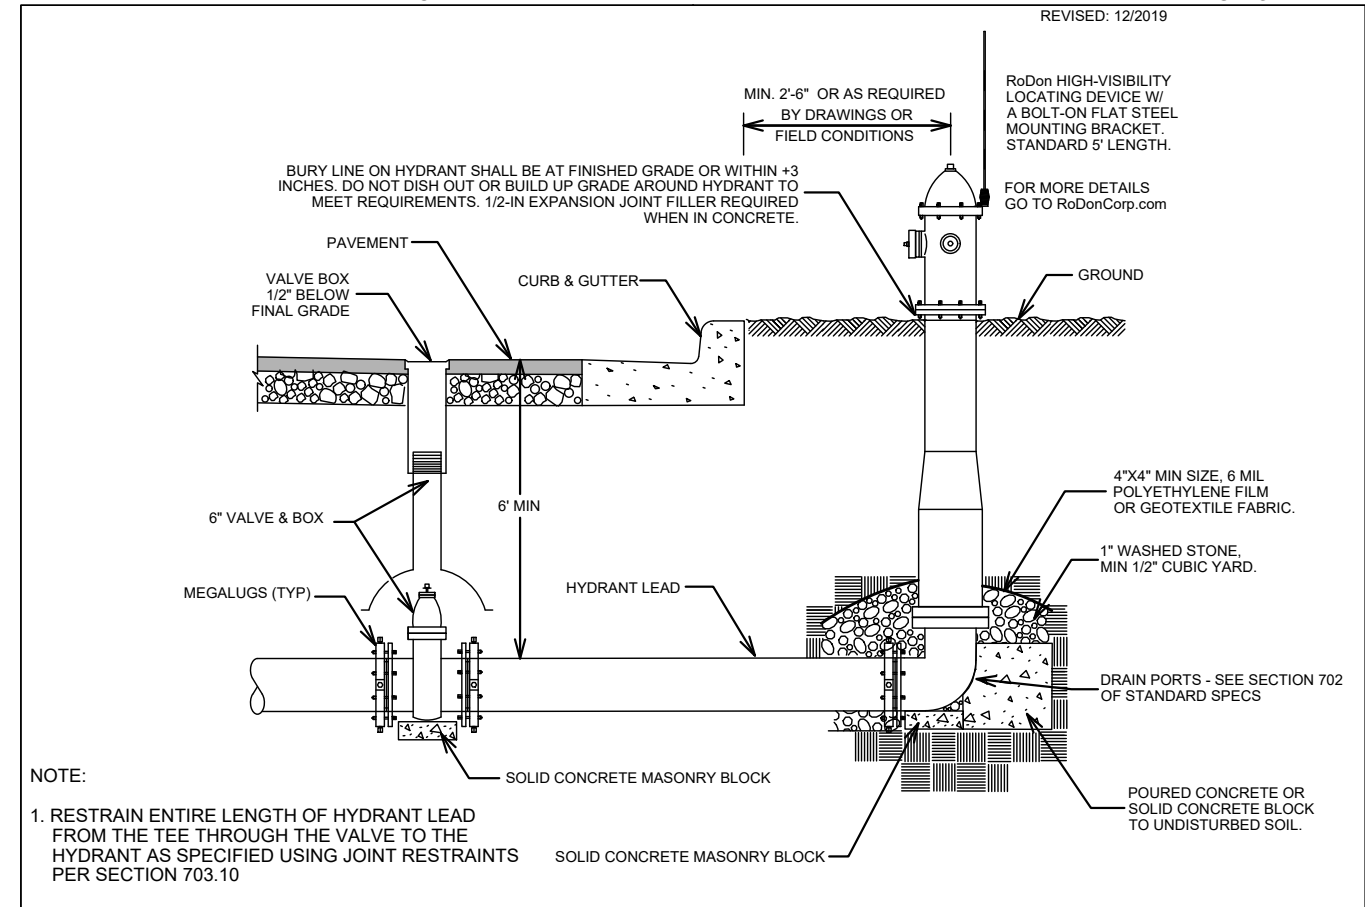 REVISED: 12/2019
RoDon HIGH-VISIBILITY
LOCATING DEVICE W/
A BOLT-ON FLAT STEEL
MOUNTING BRACKET.
STANDARD 5' LENGTH.
MIN. 2'-6" OR AS REQUIRED
BY DRAWINGS OR
FIELD CONDITIONS
BURY LINE ON HYDRANT SHALL BE AT FINISHED GRADE OR WITHIN +3
INCHES. DO NOT DISH OUT OR BUILD UP GRADE AROUND HYDRANT TO
MEET REQUIREMENTS. 1/2-IN EXPANSION JOINT FILLER REQUIRED
WHEN IN CONCRETE.
FOR MORE DETAILS
GO TO RoDonCorp.com
PAVEMENT
VALVE BOX
1/2" BELOW
FINAL GRADE
CURB & GUTTER
GROUND
4"X4" MIN SIZE, 6 MIL
POLYETHYLENE FILM
OR GEOTEXTILE FABRIC.
6' MIN
6" VALVE & BOX
1" WASHED STONE,
MIN 1/2" CUBIC YARD.
MEGALUGS (TYP)
HYDRANT LEAD
DRAIN PORTS - SEE SECTION 702
OF STANDARD SPECS
SOLID CONCRETE MASONRY BLOCK
POURED CONCRETE OR
SOLID CONCRETE BLOCK
TO UNDISTURBED SOIL.
SOLID CONCRETE MASONRY BLOCK
NOTE:
1. RESTRAIN ENTIRE LENGTH OF HYDRANT LEAD
FROM THE TEE THROUGH THE VALVE TO THE
HYDRANT AS SPECIFIED USING JOINT RESTRAINTS
PER SECTION 703.10